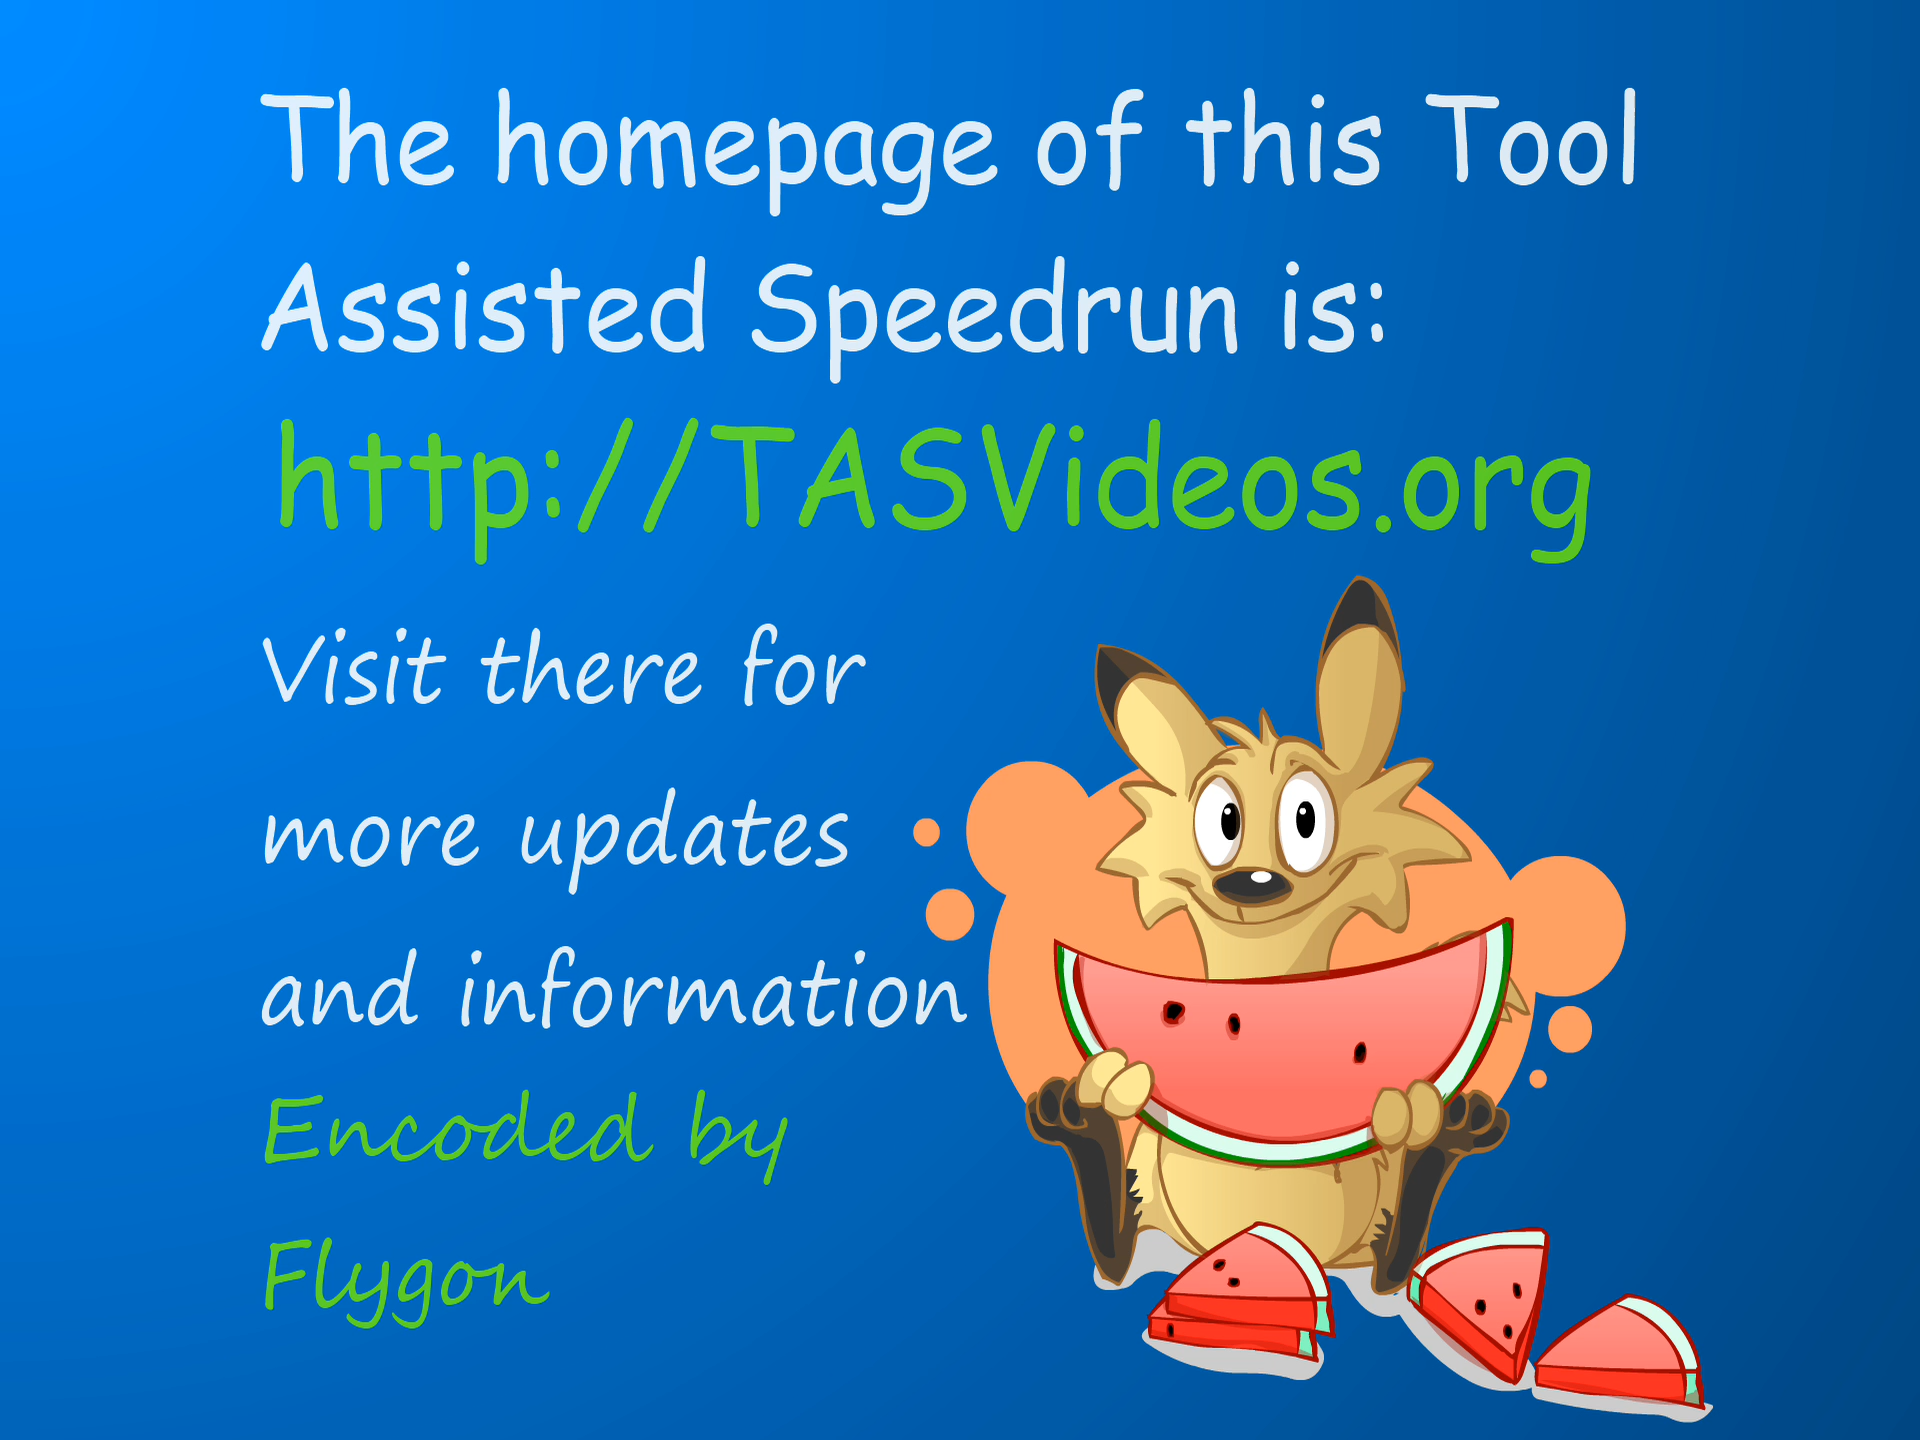 The homepage of this Tool
Assisted Speedrun is:
http://TASVideos.org
Visit there for
more updates
and information
Encoded by
Flygon